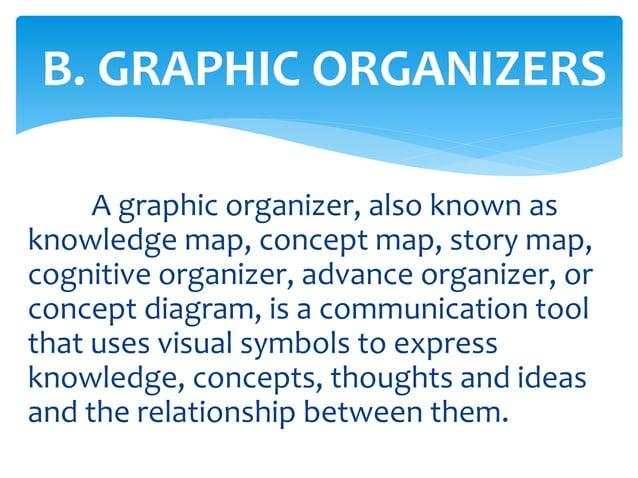 B. GRAPHIC ORGANIZERS
A graphic organizer, also known as
knowledge map, concept map, story map,
cognitive organizer, advance organizer, or
concept diagram, is a communication tool
that uses visual symbols to express
knowledge, concepts, thoughts and ideas
and the relationship between them.